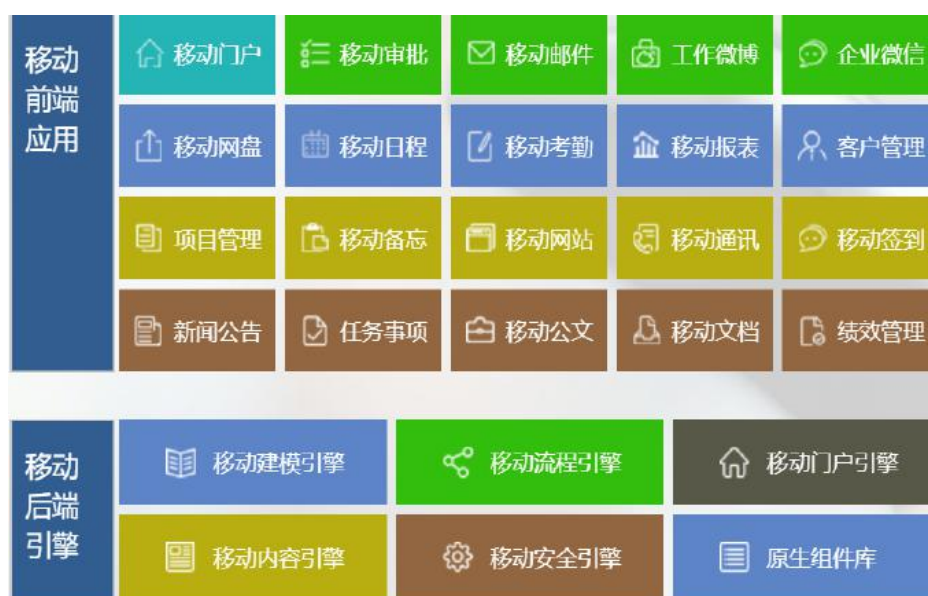 移动
前端
应用
移动门户 移动审批 移动邮件 工作微博 企业微信
移动网盘 移动日程 移动考勤 移动报表 客户管理
项目管理 移动备忘 移动网站 移动通讯 移动签到
新闻公告 任务事项 移动公文 移动文档 绩效管理
移动
后端
引擎
移动建模引擎 移动流程引擎 移动门户引擎
移动内容引擎 移动安全引擎 原生组件库